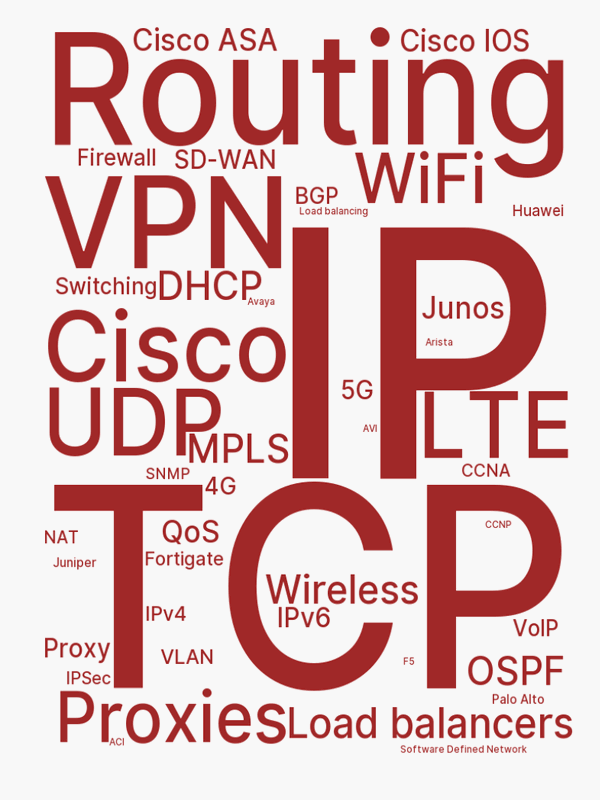 Cisco ASA
Cisco IOS
Routing
Firewall
SD-WAN
WiFi
VPN
BGP
Load balancing
Huawei
IP
Switching
DHCP
Avaya
Junos
Cisco
Arista
5G
UDP
LTE
AVI
MPLS
CCNA
SNMP
4G
TCP
CCNP
NAT
QoS
Juniper
Fortigate
Wireless
IPv4
IPv6
VoIP
Proxy
VLAN
F5
OSPF
IPSec
Palo Alto
Proxies
Load balancers
ACI
Software Defined Network